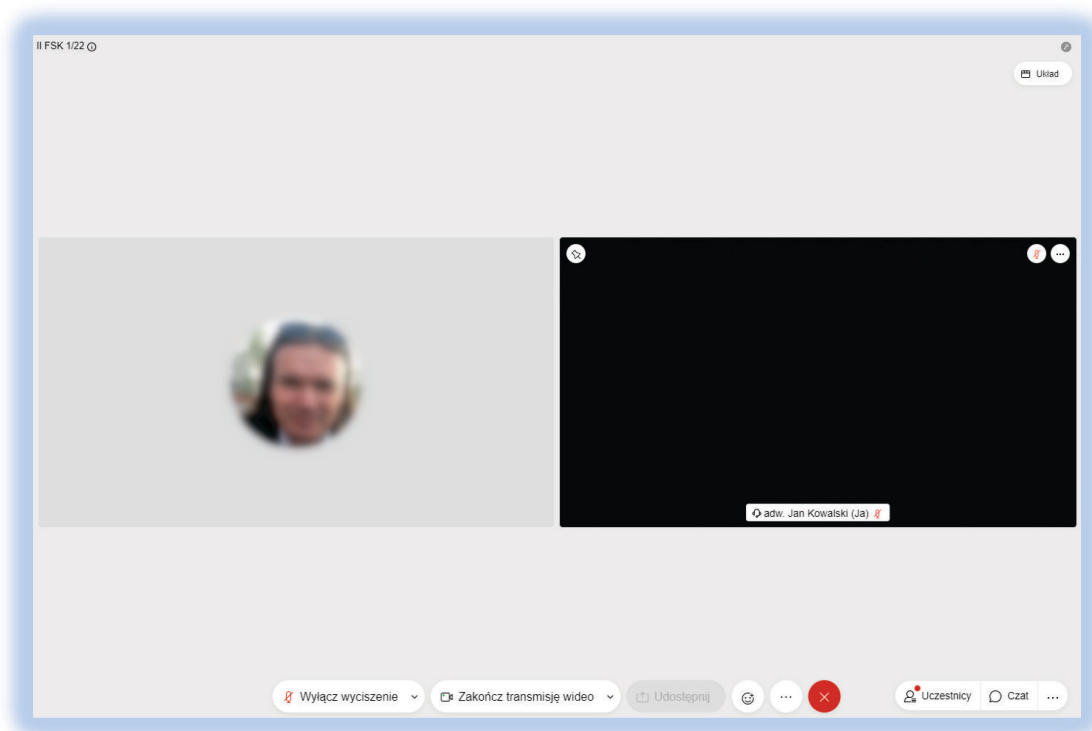 II FSK 1/22
Układ
adw. Jan Kowalski (Ja)
Wyłącz wyciszenie
Zakończ transmisję wideo
Udostępnij
Uczestnicy
Czat